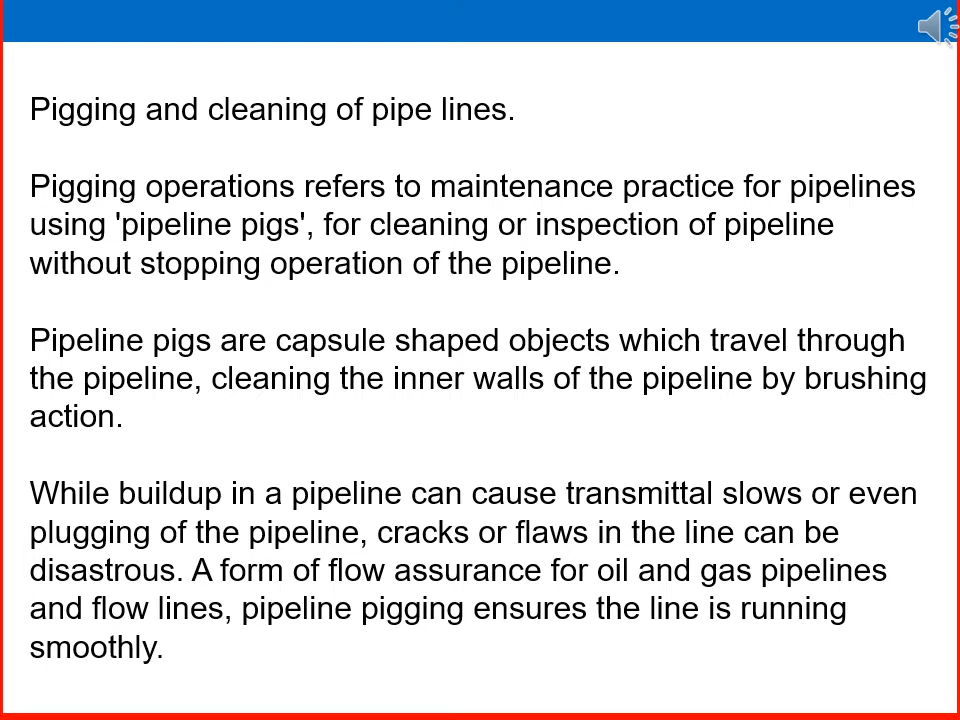 Pigging and cleaning of pipe lines.
Pigging operations refers to maintenance practice for pipelines
using 'pipeline pigs', for cleaning or inspection of pipeline
without stopping operation of the pipeline.
Pipeline pigs are capsule shaped objects which travel through
the pipeline, cleaning the inner walls of the pipeline by brushing
action.
While buildup in a pipeline can cause transmittal slows or even
plugging of the pipeline, cracks or flaws in the line can be
disastrous. A form of flow assurance for oil and gas pipelines
and flow lines, pipeline pigging ensures the line is running
smoothly.